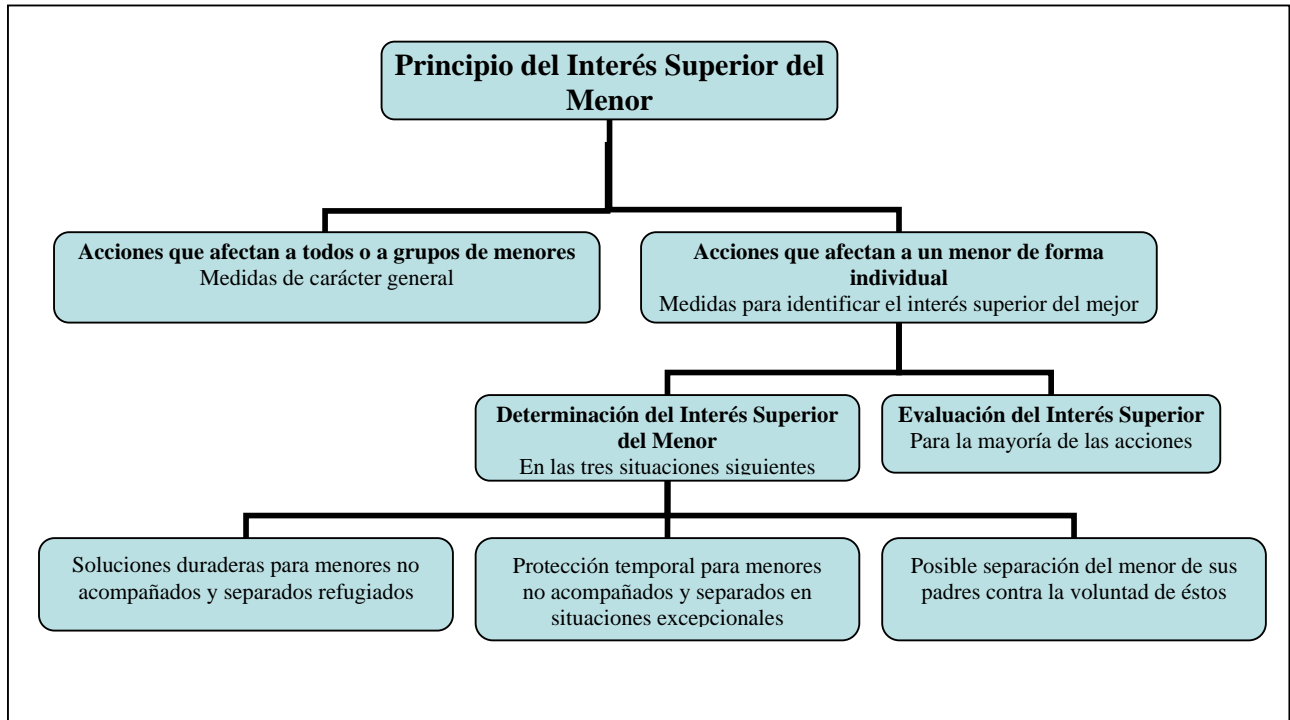 Principio del Interés Superior del
Menor
Acciones que afectan a todos o a grupos de menores
Medidas de carácter general
Acciones que afectan a un menor de forma
individual
Medidas para identificar el interés superior del mejor
Determinación del Interés Superior
del Menor
En las tres situaciones siguientes
Evaluación del Interés Superior
Para la mayoría de las acciones
Soluciones duraderas para menores no
acompañados y separados refugiados
Protección temporal para menores
no acompañados y separados en
situaciones excepcionales
Posible separación del menor de sus
padres contra la voluntad de éstos